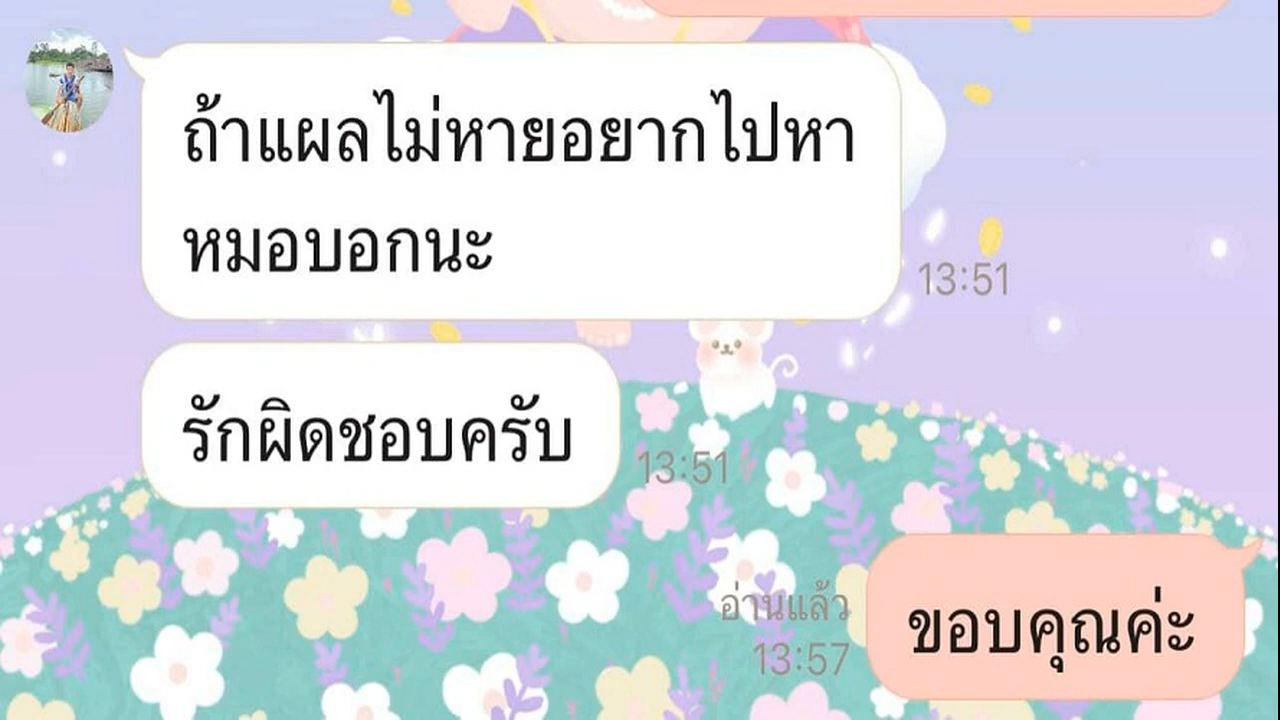 ถ้าแผลไม่หายอยากไปหา
หมอบอกนะ
13:51
รักผิดชอบครับ
13:51
อ่านแล้ว
13:57
ขอบคุณค่ะ